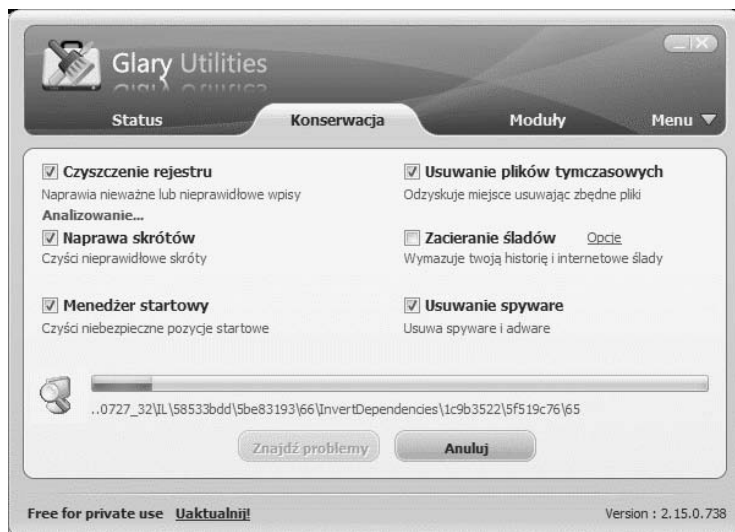 Glary Utilities
Status Konserwacja Moduły Menu
Czyszczenie rejestru
Naprawia nieważne lub nieprawidłowe wpisy
Analizowanie...
Usuwanie plików tymczasowych
Odzyskuje miejsce usuwając zbędne pliki
Naprawa skrótów
Czyści nieprawidłowe skróty
Zacieranie śladów Opcje
Wymazuje twoją historię i internetowe ślady
Menedżer startowy
Czyści niebezpieczne pozycje startowe
Usuwanie spyware
Usuwa spyware i adware
..0727_32\IL\58533bdd\5be83193\66\InvertDependencies\1c9b3522\5f519c76\65
Znajdź problemy Anuluj
Free for private use Uaktualnij! Version : 2.15.0.738